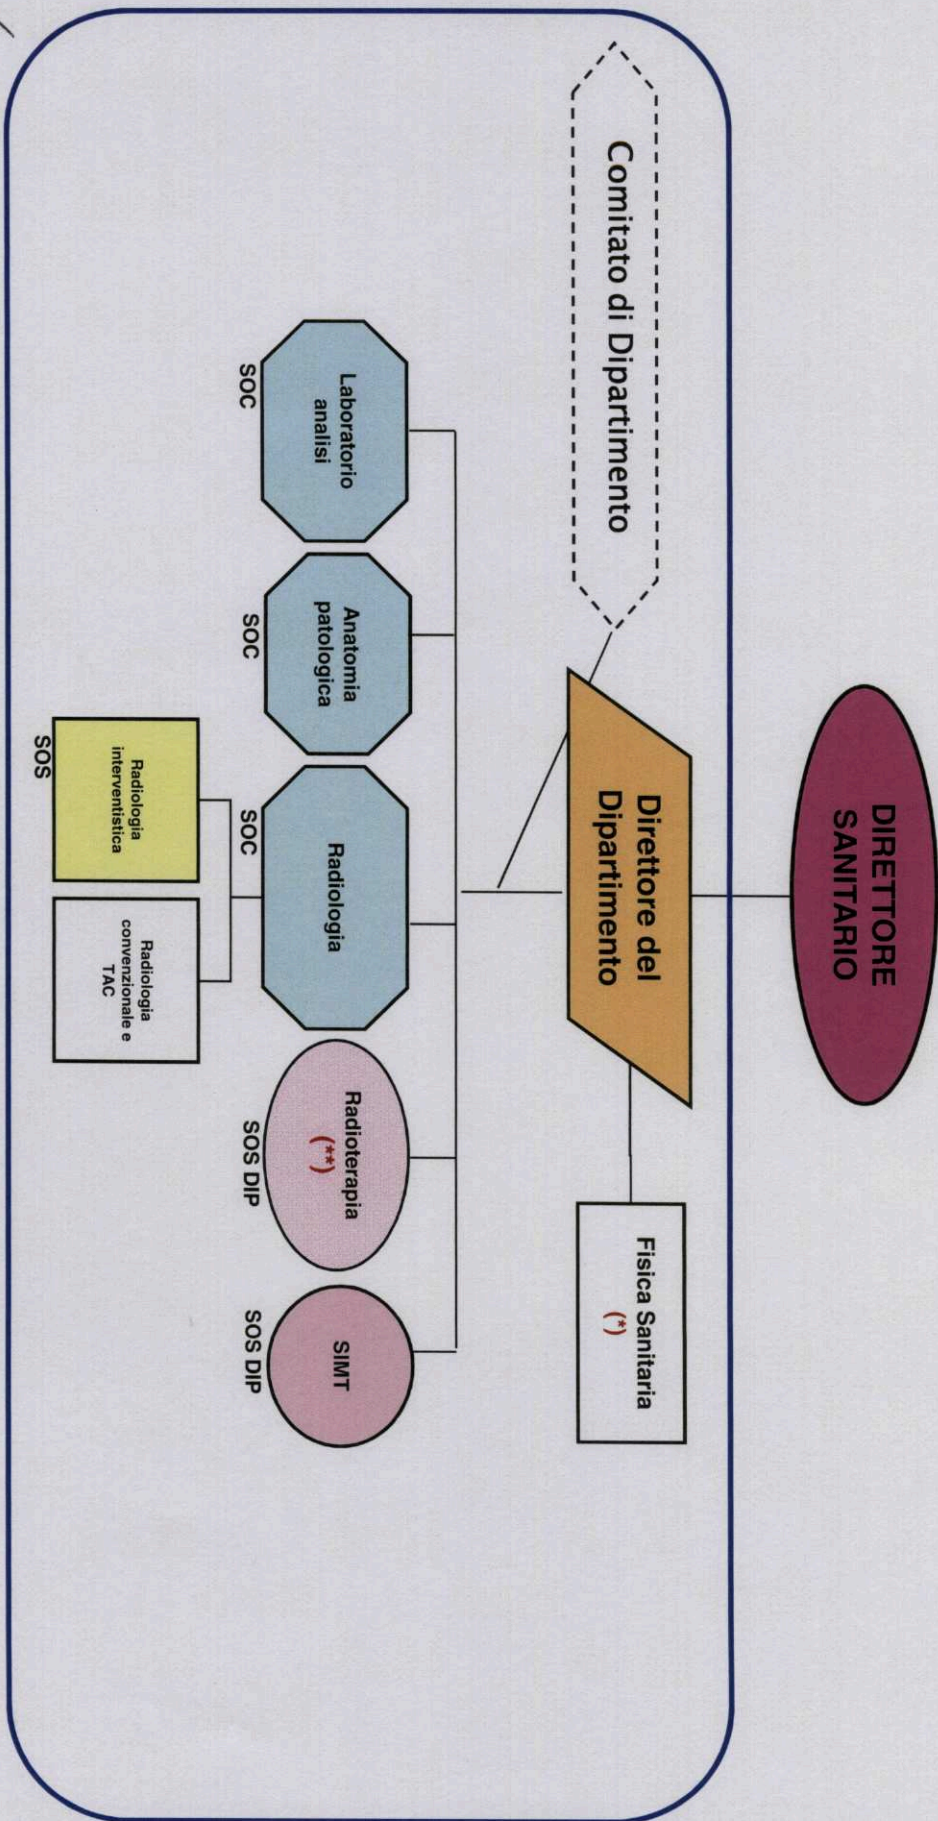 DIRETTORE
SANITARIO
Comitato di Dipartimento
Direttore del
Dipartimento
Fisica Sanitaria
(*)
Laboratorio
analisi
SOC
Anatomia
patologica
SOC
Radiologia
SOC
Radioterapia
(**)
SOS DIP
SIMT
SOS DIP
Radiologia
interventistica
SOS
Radiologia
convenzionale e
TAC